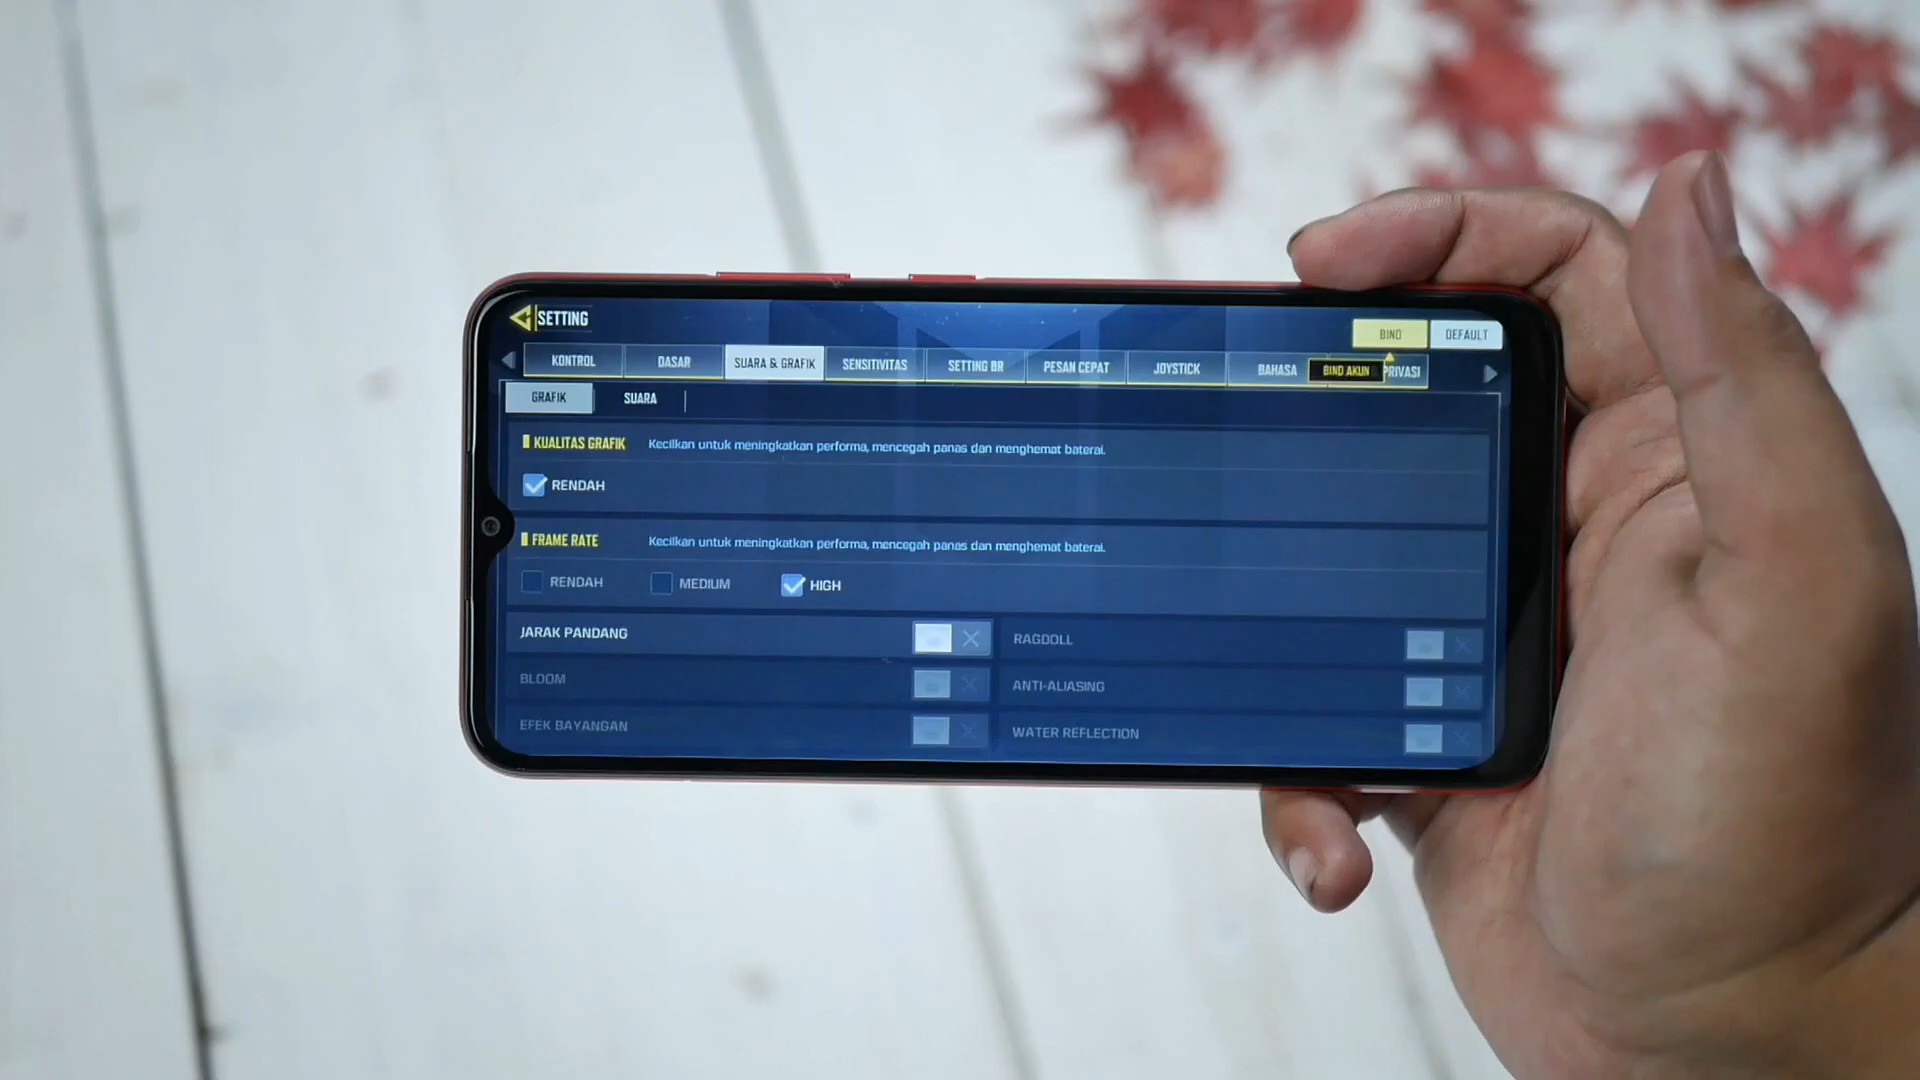 SETTING
BIND DEFAULT
KONTROL DASAR SUARA & GRAFIK SENSITIVITAS SETTING BR PESAN CEPAT JOYSTICK BAHASA BIND AKUN PRIVASI
GRAFIK SUARA
KUALITAS GRAFIK Kecilkan untuk meningkatkan performa, mencegah panas dan menghemat baterai.
RENDAH
FRAME RATE Kecilkan untuk meningkatkan performa, mencegah panas dan menghemat baterai.
RENDAH MEDIUM HIGH
JARAK PANDANG RAGDOLL
BLOOM ANTI-ALIASING
EFEK BAYANGAN WATER REFLECTION